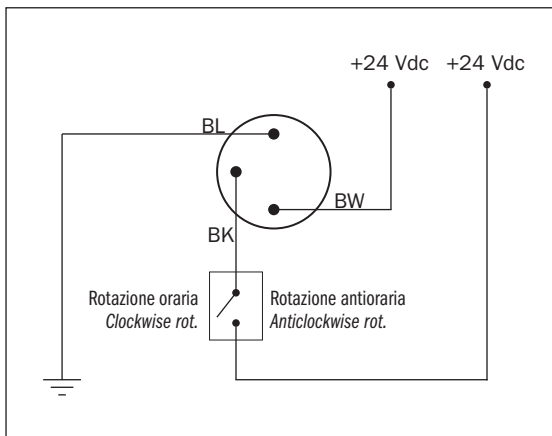 +24 Vdc +24 Vdc
BL
BW
BK
Rotazione oraria
Clockwise rot.
Rotazione antioraria
Anticlockwise rot.